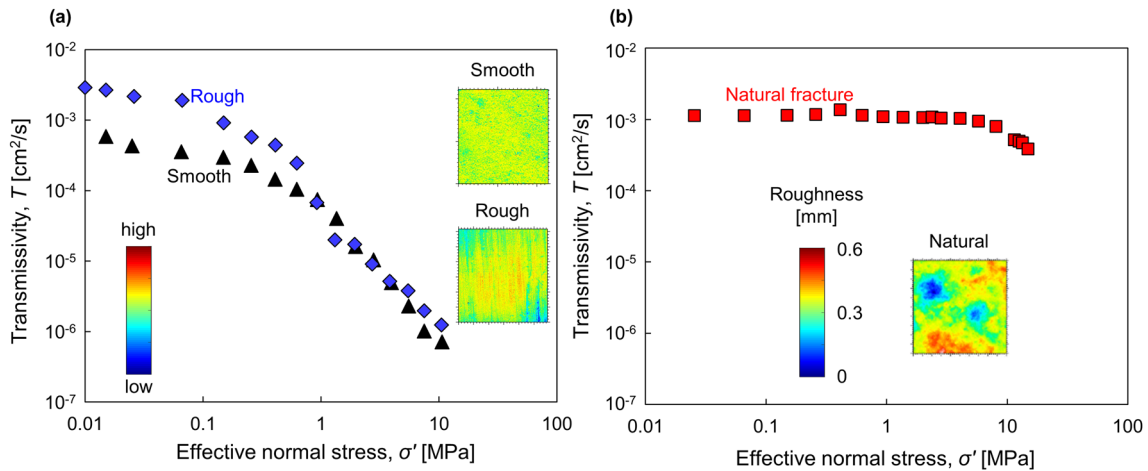 (a)
Transmissivity, T [cm²/s]
10⁻²
10⁻³
10⁻⁴
10⁻⁵
10⁻⁶
10⁻⁷
Rough
Smooth
Smooth
Rough
high
low
0.01
0.1
1
10
100
Effective normal stress, σ′ [MPa]
(b)
Transmissivity, T [cm²/s]
10⁻²
10⁻³
10⁻⁴
10⁻⁵
10⁻⁶
10⁻⁷
Natural fracture
Roughness
[mm]
0.6
0.3
0
Natural
0.01
0.1
1
10
100
Effective normal stress, σ′ [MPa]